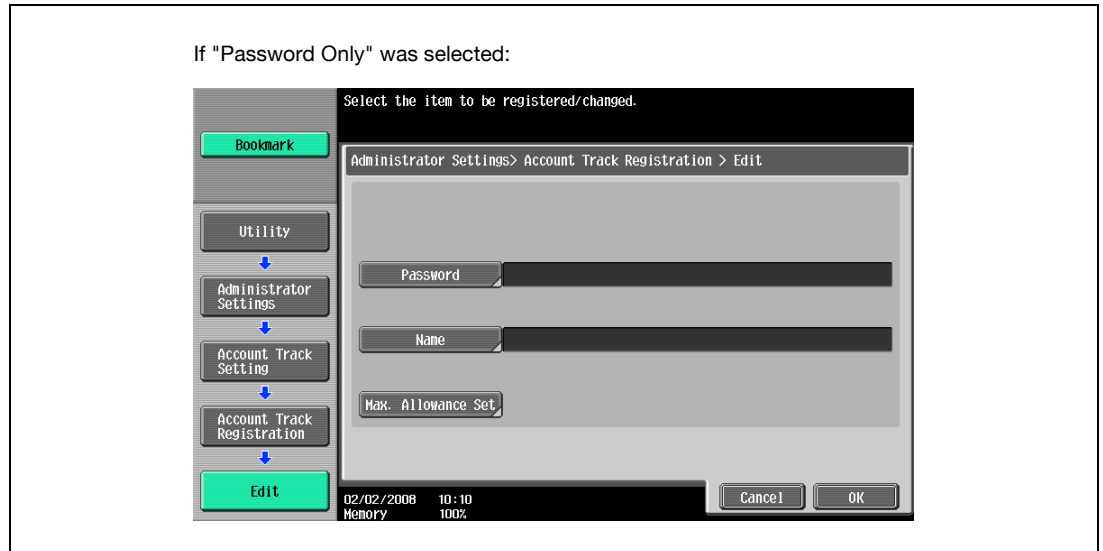 If "Password Only" was selected:
Select the item to be registered/changed.
Bookmark
Administrator Settings> Account Track Registration > Edit
Utility
Administrator
Settings
Account Track
Setting
Account Track
Registration
Edit
Password
Name
Max. Allowance Set
02/02/2008 10:10
Memory 100%
Cancel
OK